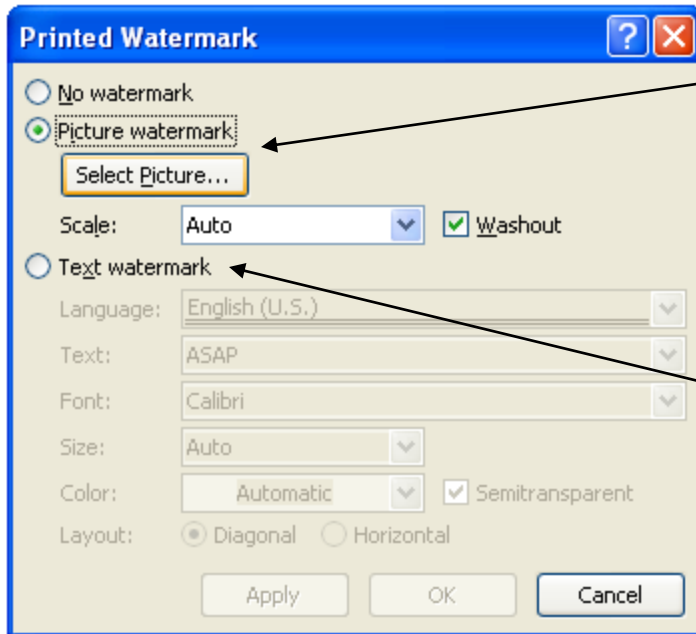 Printed Watermark ?
No watermark
Picture watermark
Select Picture...
Scale: Auto Washout
Text watermark
Language: English (U.S.)
Text: ASAP
Font: Calibri
Size: Auto
Color: Automatic Semitransparent
Layout: Diagonal Horizontal
Apply OK Cancel